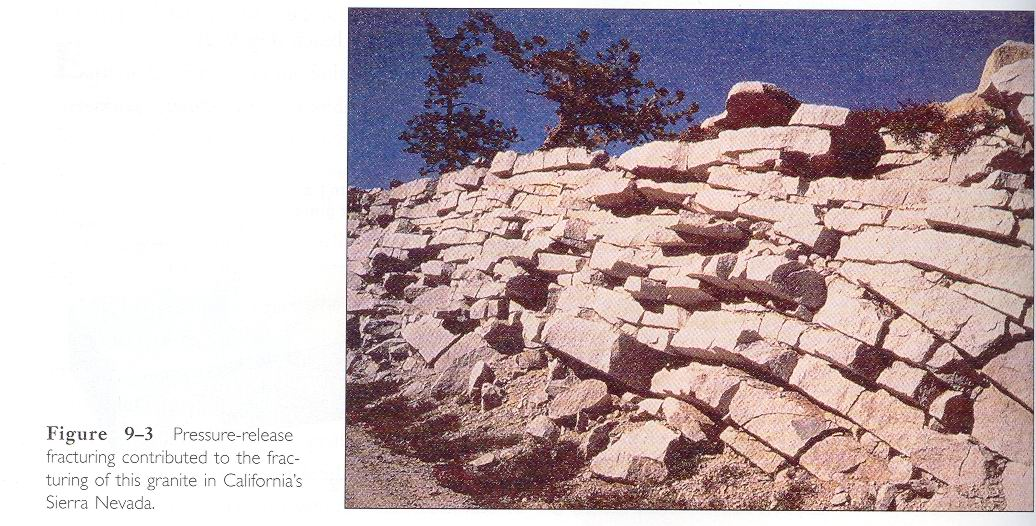 Figure 9–3 Pressure-release
fracturing contributed to the frac-
turing of this granite in California's
Sierra Nevada.